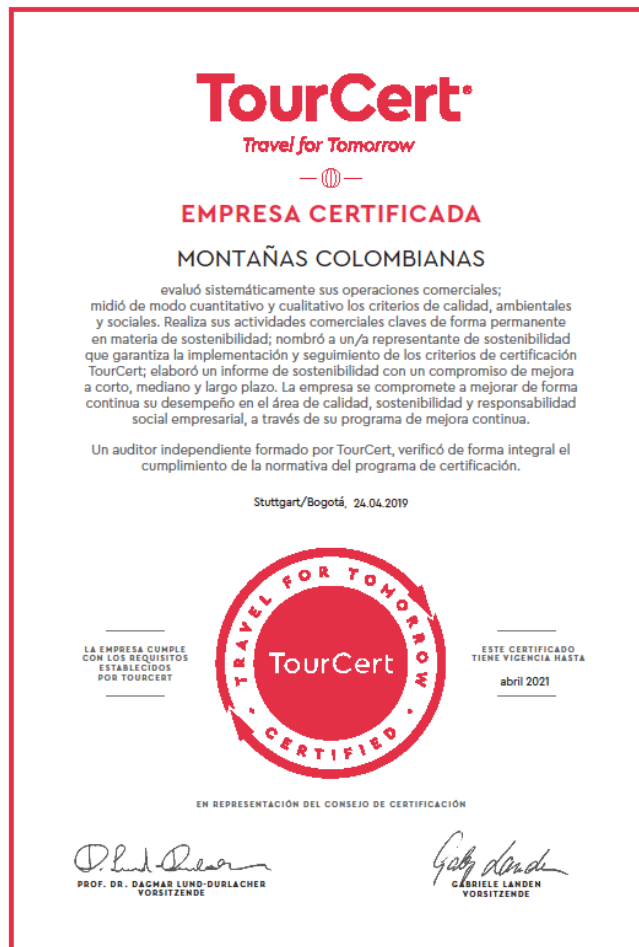 TourCert®
Travel for Tomorrow
EMPRESA CERTIFICADA
MONTAÑAS COLOMBIANAS
evaluó sistemáticamente sus operaciones comerciales;
midió de modo cuantitativo y cualitativo los criterios de calidad, ambientales
y sociales. Realiza sus actividades comerciales claves de forma permanente
en materia de sostenibilidad; nombró a un/a representante de sostenibilidad
que garantiza la implementación y seguimiento de los criterios de certificación
TourCert; elaboró un informe de sostenibilidad con un compromiso de mejora
a corto, mediano y largo plazo. La empresa se compromete a mejorar de forma
continua su desempeño en el área de calidad, sostenibilidad y responsabilidad
social empresarial, a través de su programa de mejora continua.
Un auditor independiente formado por TourCert, verificó de forma integral el
cumplimiento de la normativa del programa de certificación.
Stuttgart/Bogotá, 24.04.2019
TRAVEL FOR TOMORROW
TourCert
· CERTIFIED ·
LA EMPRESA CUMPLE
CON LOS REQUISITOS
ESTABLECIDOS
POR TOURCERT
ESTE CERTIFICADO
TIENE VIGENCIA HASTA
abril 2021
EN REPRESENTACIÓN DEL CONSEJO DE CERTIFICACIÓN
D. Lund-Durlacher
PROF. DR. DAGMAR LUND-DURLACHER
VORSITZENDE
Gaby Landen
GABRIELE LANDEN
VORSITZENDE